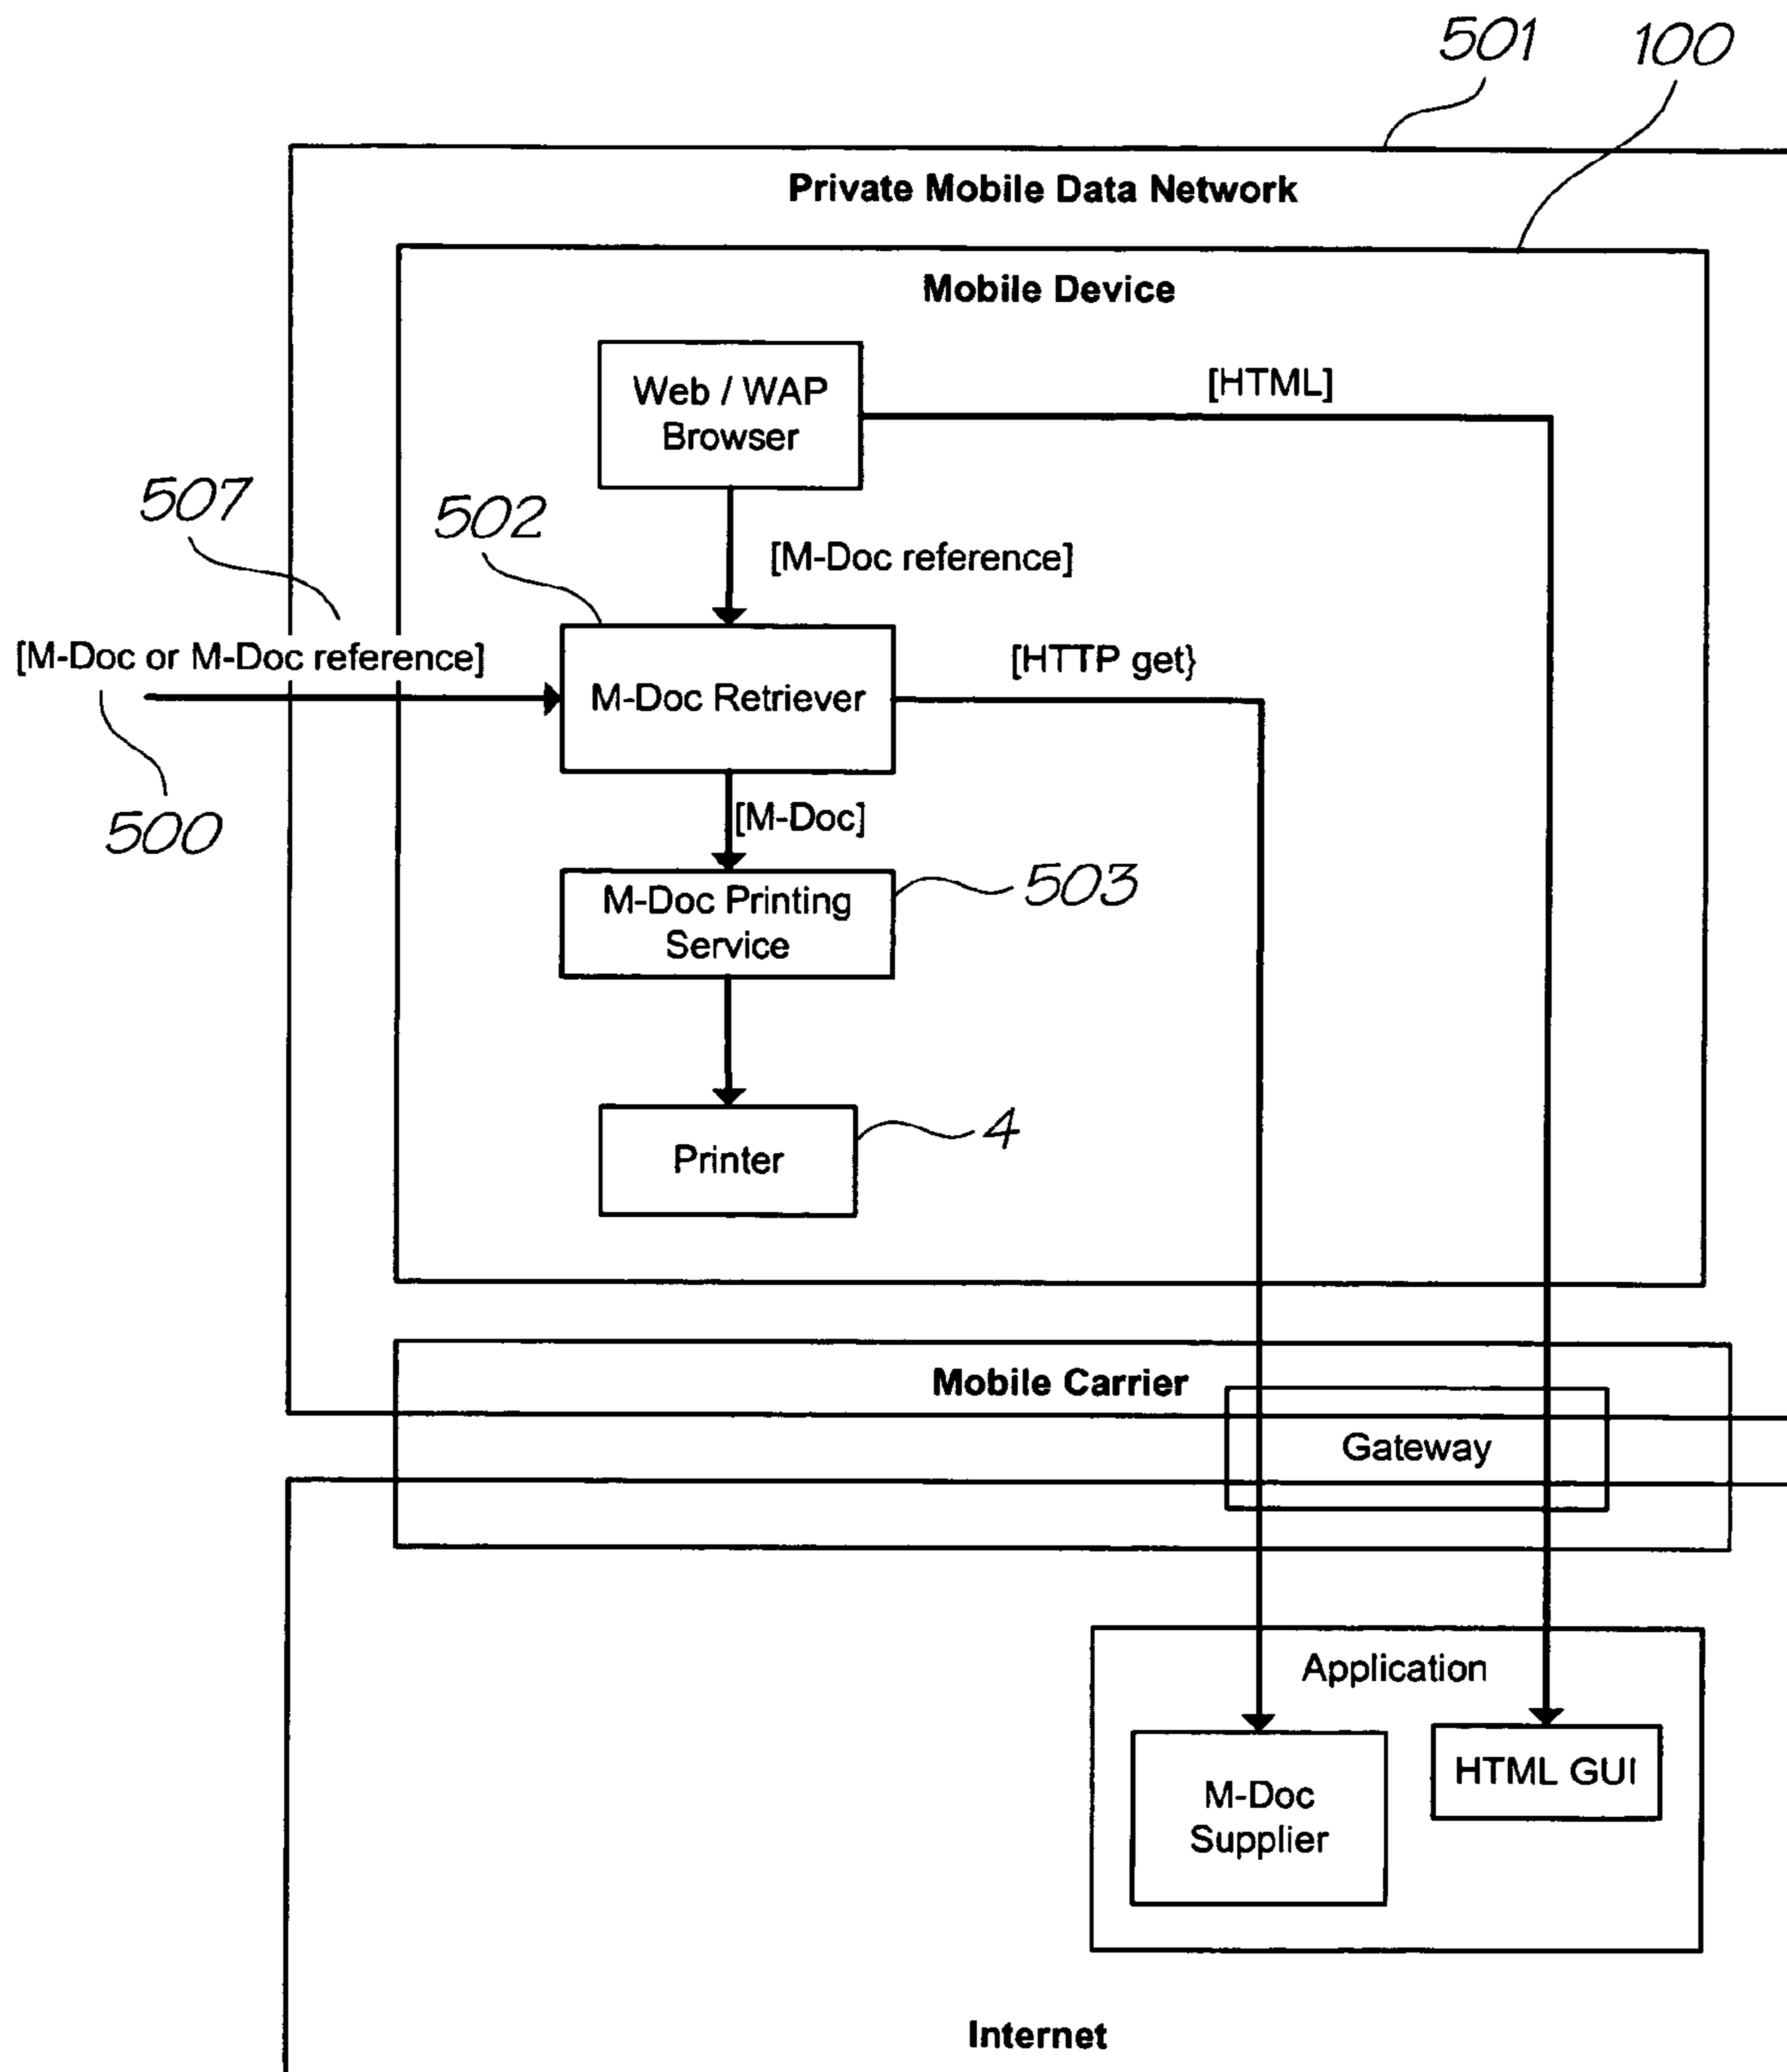 501
100
Private Mobile Data Network
Mobile Device
Web / WAP
Browser
[HTML]
507
502
[M-Doc reference]
[M-Doc or M-Doc reference]
M-Doc Retriever
[HTTP get}
500
[M-Doc]
M-Doc Printing
Service
503
Printer
4
Mobile Carrier
Gateway
Application
M-Doc
Supplier
HTML GUI
Internet